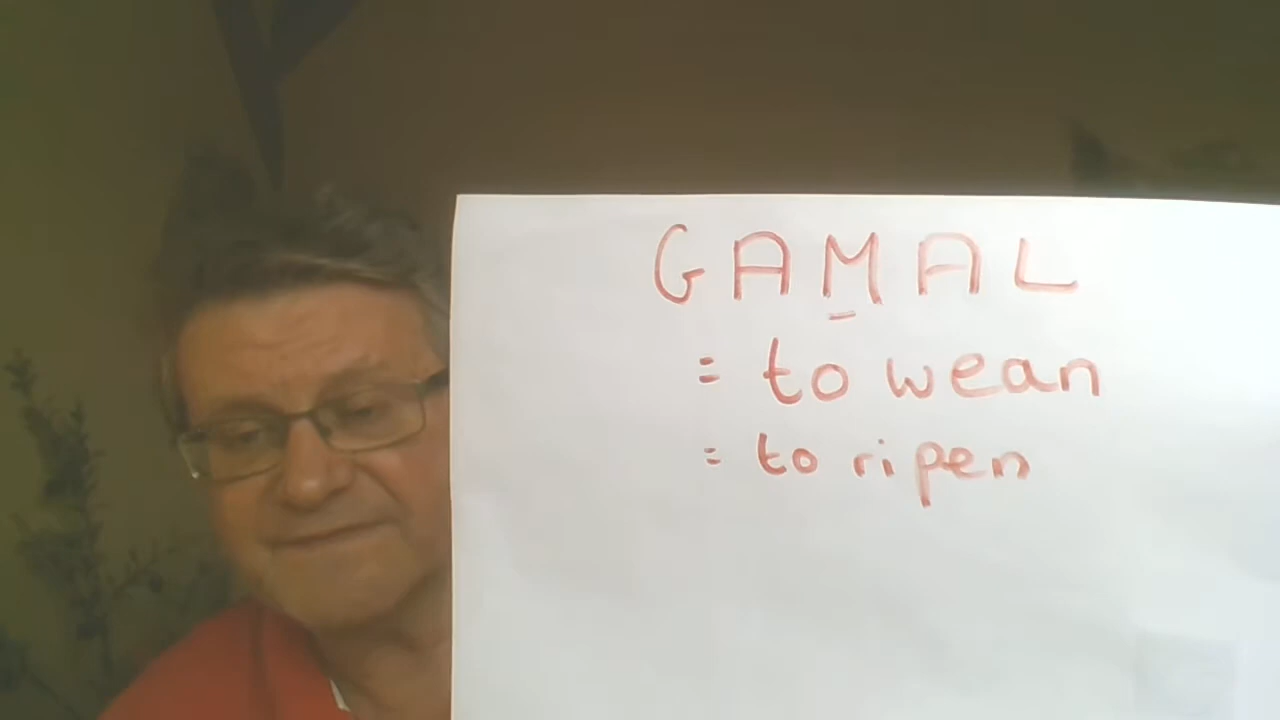 GAMAL
= to wean
= to ripen